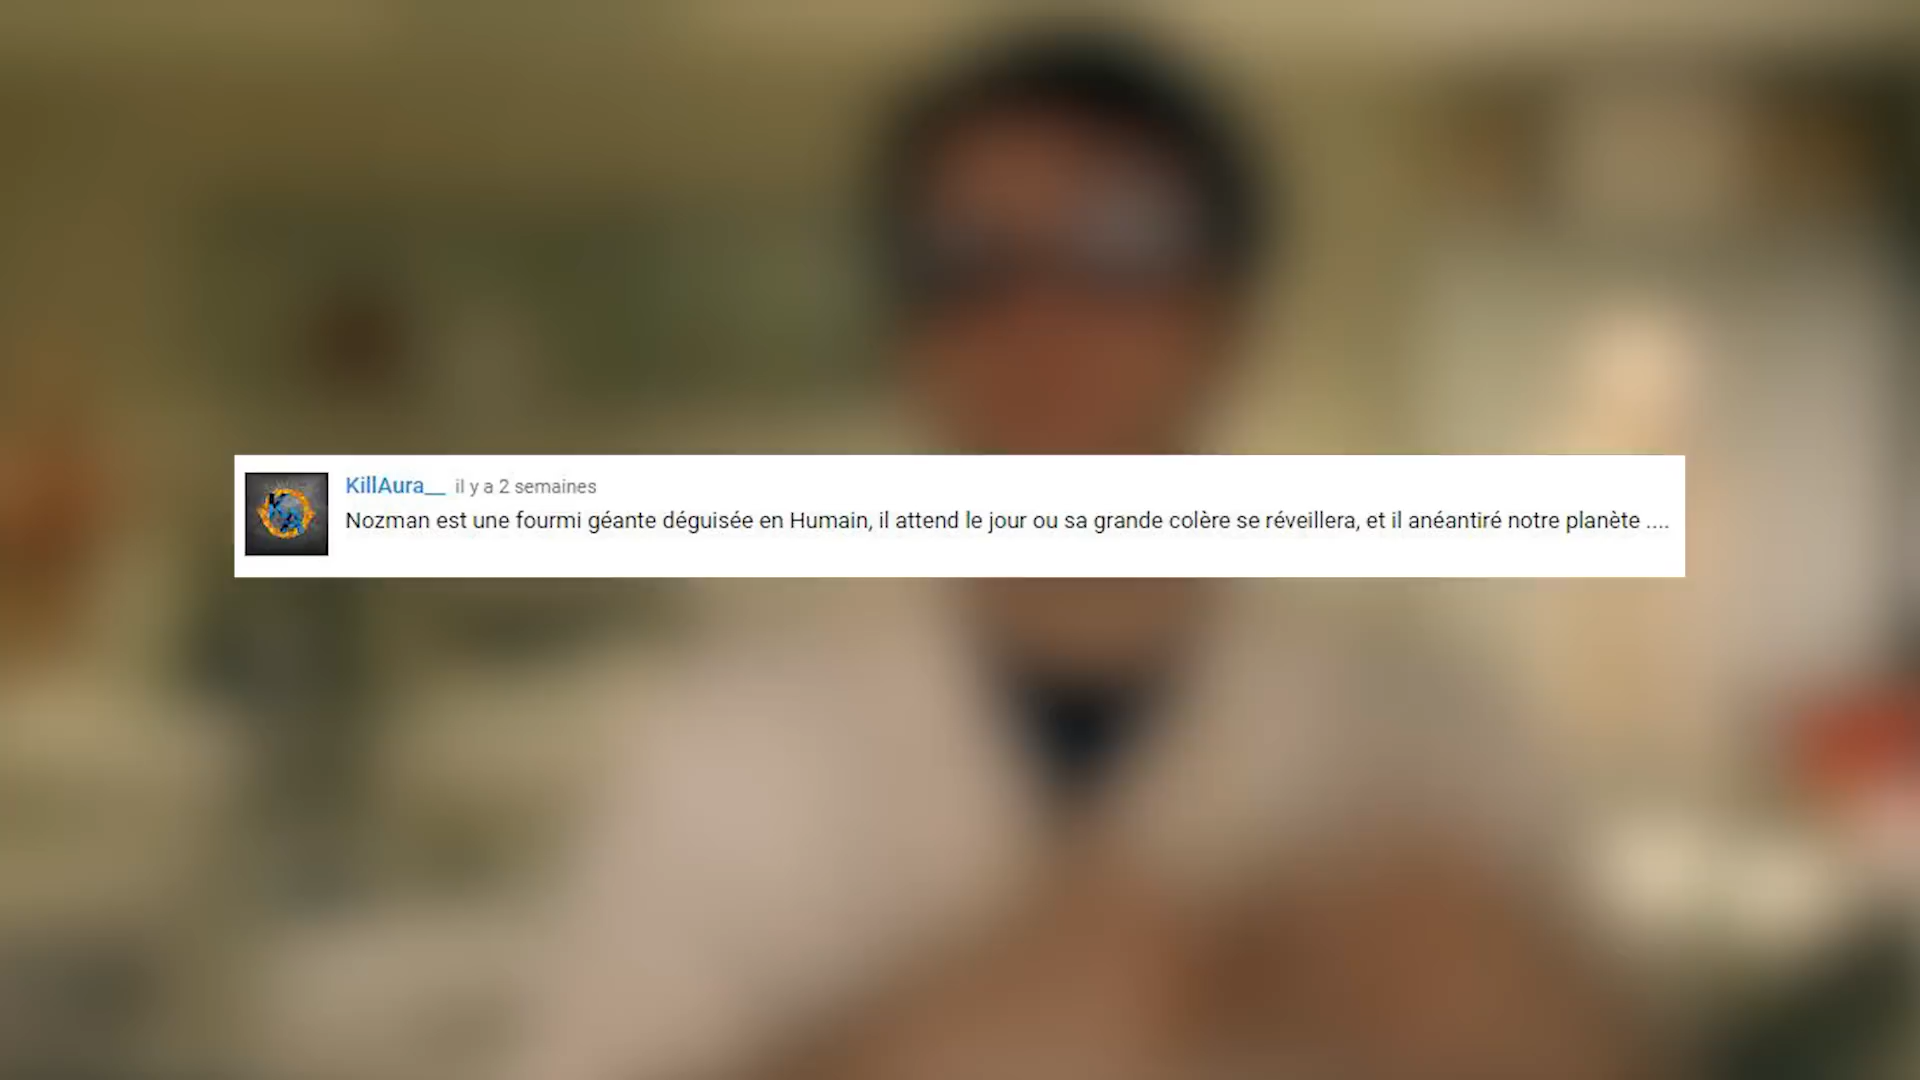 KillAura__ il y a 2 semaines
Nozman est une fourmi géante déguisée en Humain, il attend le jour ou sa grande colère se réveillera, et il anéantiré notre planète ....